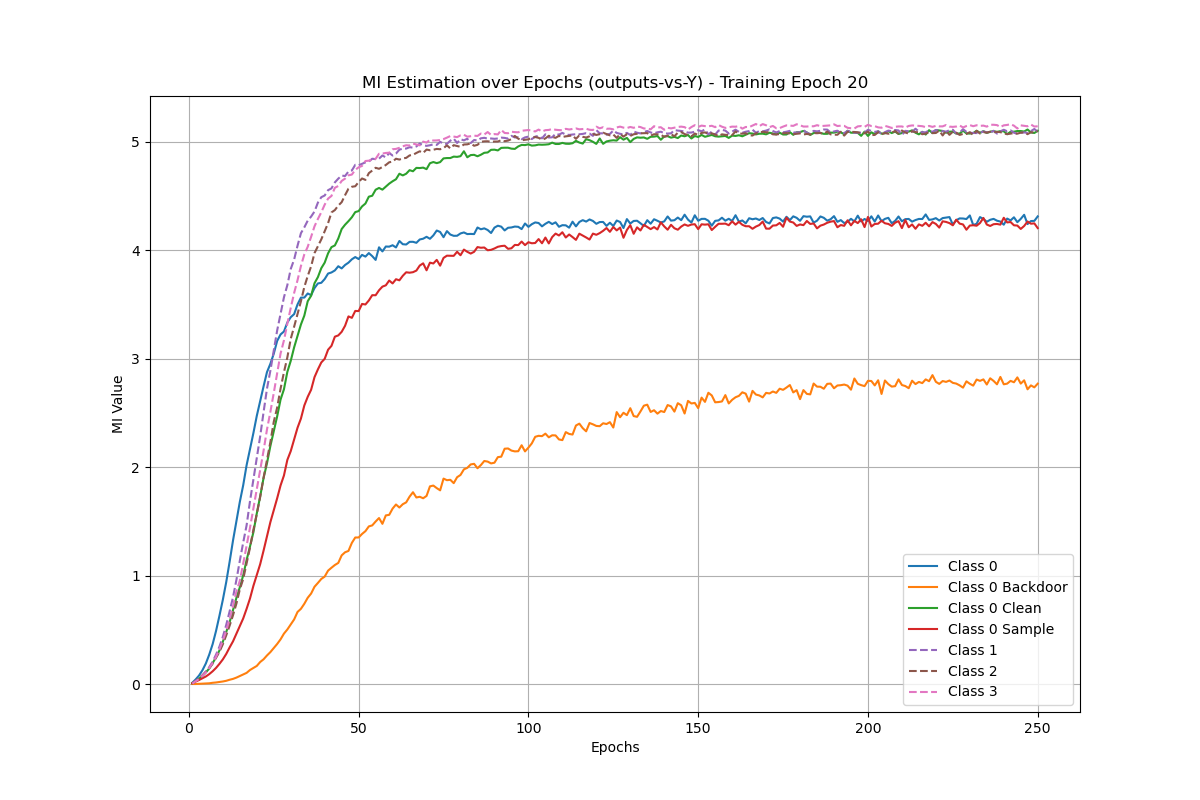 MI Estimation over Epochs (outputs-vs-Y) - Training Epoch 20
MI Value
5
4
3
2
1
0
0 50 100 150 200 250
Epochs
Class 0
Class 0 Backdoor
Class 0 Clean
Class 0 Sample
Class 1
Class 2
Class 3